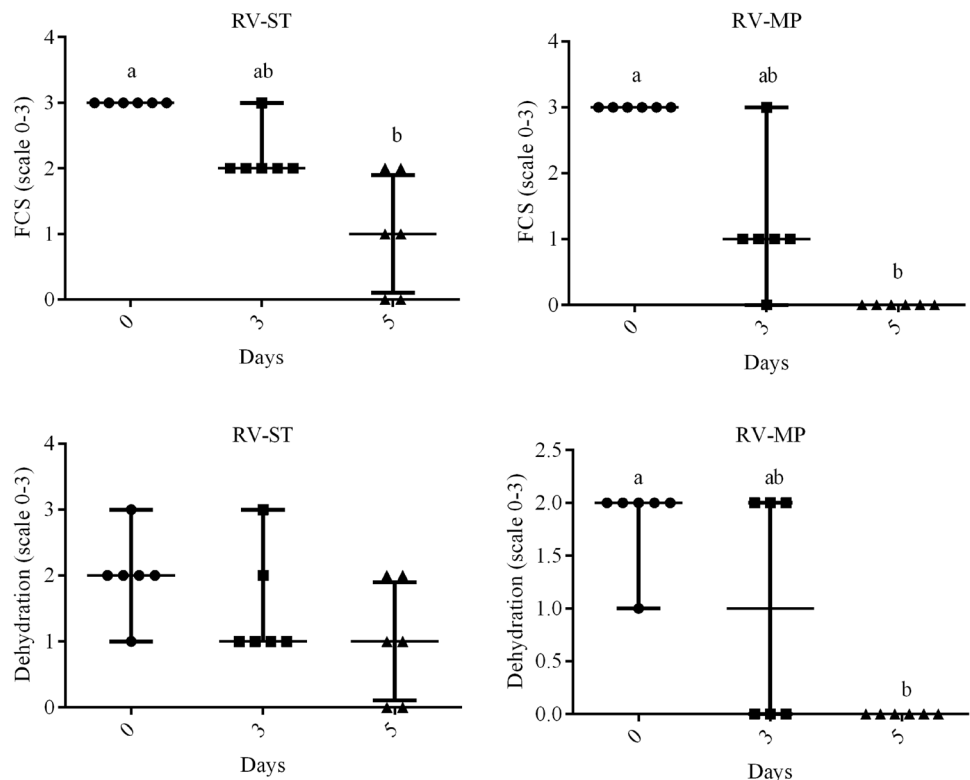 RV-ST
FCS (scale 0-3)
4
3
2
1
0
a
ab
b
0
3
5
Days
RV-MP
FCS (scale 0-3)
4
3
2
1
0
a
ab
b
0
3
5
Days
RV-ST
Dehydration (scale 0-3)
4
3
2
1
0
0
3
5
Days
RV-MP
Dehydration (scale 0-3)
2.5
2.0
1.5
1.0
0.5
0.0
a
ab
b
0
3
5
Days